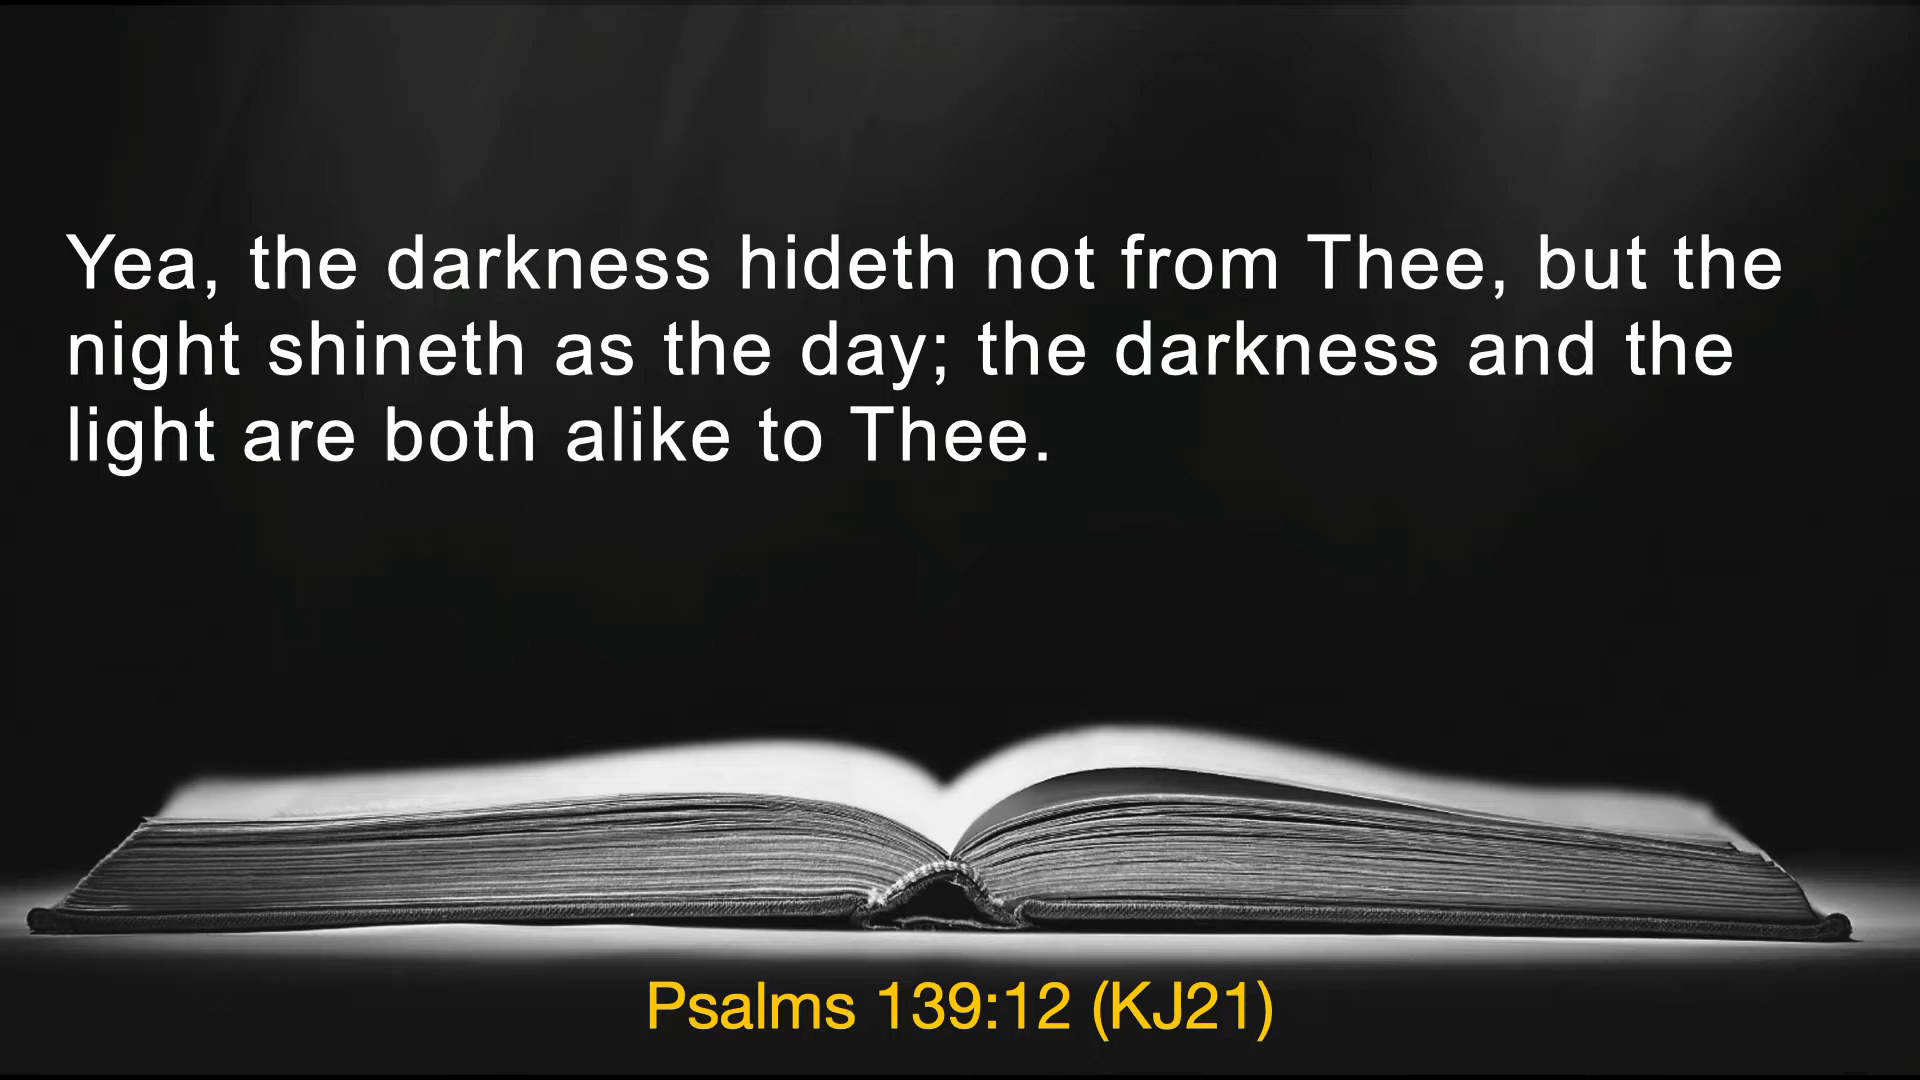 Yea, the darkness hideth not from Thee, but the
night shineth as the day; the darkness and the
light are both alike to Thee.
Psalms 139:12 (KJ21)